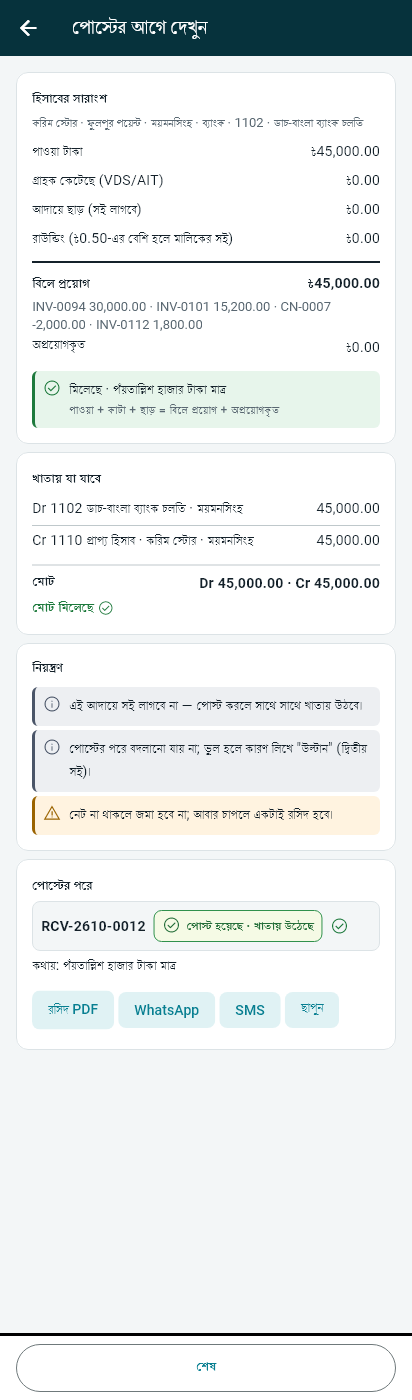 পোস্টের আগে দেখুন
হিসাবের সারাংশ
করিম স্টোর · ফুলপুর পয়েন্ট · ময়মনসিংহ · ব্যাংক · 1102 · ডাচ-বাংলা ব্যাংক চলতি
পাওয়া টাকা ৳45,000.00
গ্রাহক কেটেছে (VDS/AIT) ৳0.00
আদায়ে ছাড় (সই লাগবে) ৳0.00
রাউন্ডিং (৳0.50-এর বেশি হলে মালিকের সই) ৳0.00
বিলে প্রয়োগ ৳45,000.00
INV-0094 30,000.00 · INV-0101 15,200.00 · CN-0007
-2,000.00 · INV-0112 1,800.00
অপ্রয়োগকৃত ৳0.00
মিলেছে · পঁয়তাল্লিশ হাজার টাকা মাত্র
পাওয়া + কাটা + ছাড় = বিলে প্রয়োগ + অপ্রয়োগকৃত
খাতায় যা যাবে
Dr 1102 ডাচ-বাংলা ব্যাংক চলতি · ময়মনসিংহ 45,000.00
Cr 1110 প্রাপ্য হিসাব · করিম স্টোর · ময়মনসিংহ 45,000.00
মোট Dr 45,000.00 · Cr 45,000.00
মোট মিলেছে
নিয়ন্ত্রণ
এই আদায়ে সই লাগবে না — পোস্ট করলে সাথে সাথে খাতায় উঠবে।
পোস্টের পরে বদলানো যায় না; ভুল হলে কারণ লিখে "উল্টান" (দ্বিতীয়
সই)।
নেট না থাকলে জমা হবে না; আবার চাপলে একটাই রসিদ হবে।
পোস্টের পরে
RCV-2610-0012 পোস্ট হয়েছে · খাতায় উঠেছে
কথায়: পঁয়তাল্লিশ হাজার টাকা মাত্র
রসিদ PDF WhatsApp SMS ছাপুন
শেষ